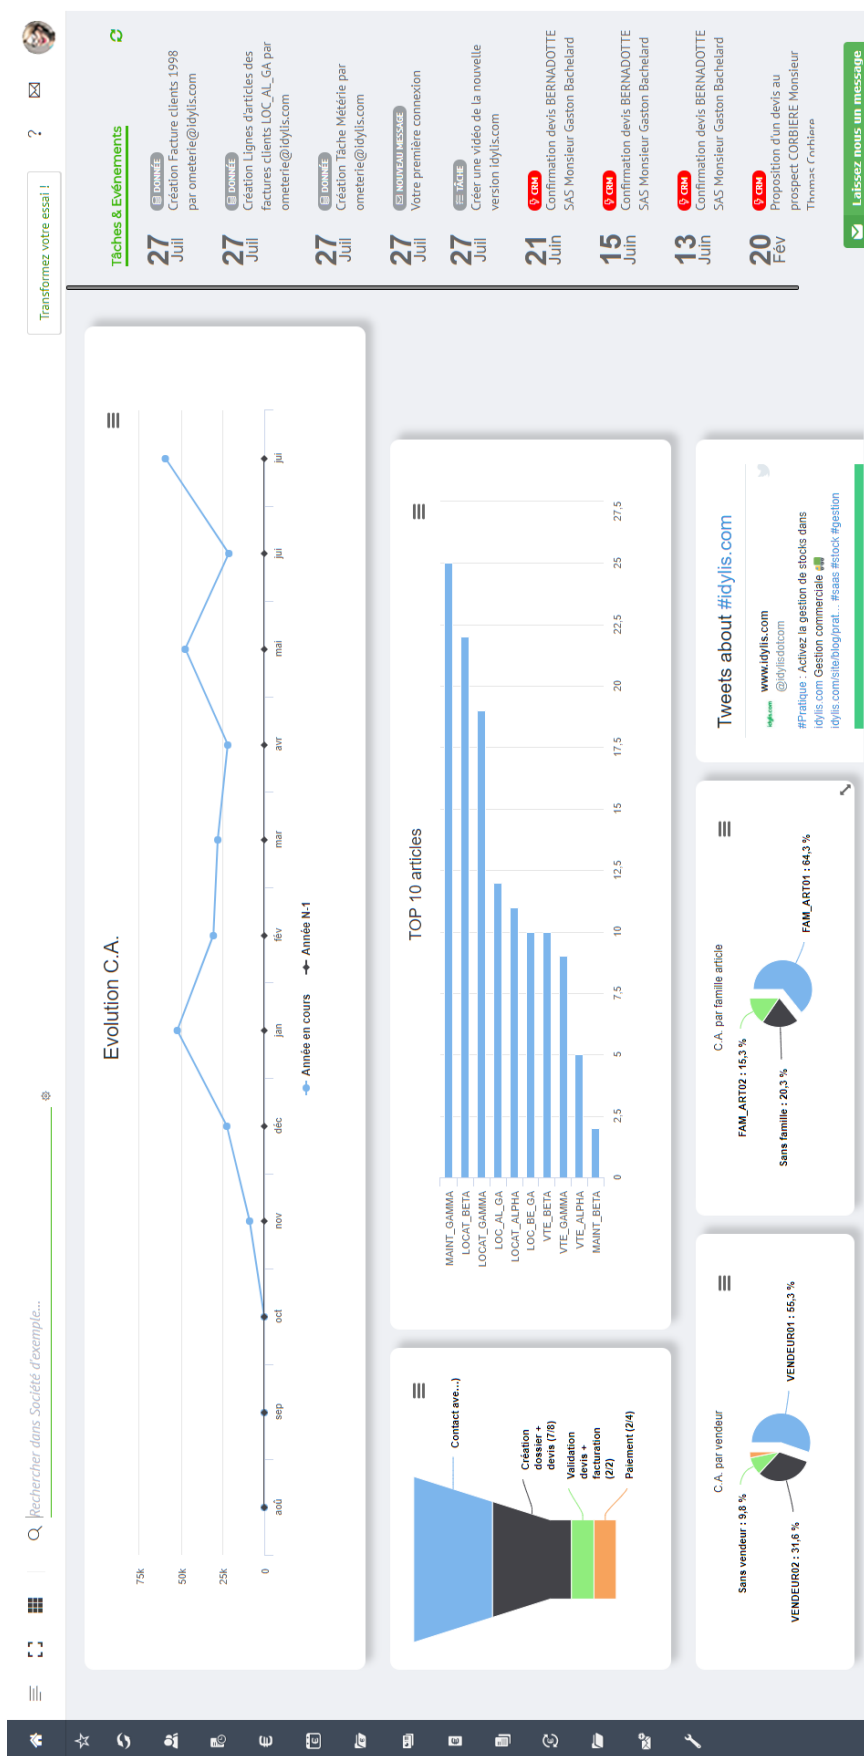 Rechercher dans Société d'exemple...
Transformez votre essai !
?
Evolution C.A.
75k
50k
25k
0
aoû
sep
oct
nov
déc
jan
fév
mar
avr
mai
jui
jui
Année en cours
Année N-1
Tâches & Evénements
27 Juil
DONNÉE
Création Facture clients 1998
par ometerie@idylis.com
27 Juil
DONNÉE
Création Lignes d'articles des
factures clients LOC_AL_GA par
ometerie@idylis.com
27 Juil
DONNÉE
Création Tâche Métérie par
ometerie@idylis.com
27 Juil
NOUVEAU MESSAGE
Votre première connexion
27 Juil
TÂCHE
Créer une vidéo de la nouvelle
version idylis.com
21 Juin
CRM
Confirmation devis BERNADOTTE
SAS Monsieur Gaston Bachelard
15 Juin
CRM
Confirmation devis BERNADOTTE
SAS Monsieur Gaston Bachelard
13 Juin
CRM
Confirmation devis BERNADOTTE
SAS Monsieur Gaston Bachelard
20 Fév
CRM
Proposition d'un devis au
prospect CORBIERE Monsieur
Thomas Corbiere
Laissez nous un message
Contact ave...)
Création
dossier +
devis (7/8)
Validation
devis +
facturation
(2/2)
Paiement (2/4)
TOP 10 articles
MAINT_GAMMA
LOCAT_BETA
LOCAT_GAMMA
LOC_AL_GA
LOCAT_ALPHA
LOC_BE_GA
VTE_BETA
VTE_GAMMA
VTE_ALPHA
MAINT_BETA
0
2,5
5
7,5
10
12,5
15
17,5
20
22,5
25
27,5
C.A. par vendeur
Sans vendeur : 9,8 %
VENDEUR02 : 31,6 %
VENDEUR01 : 55,3 %
C.A. par famille article
FAM_ART02 : 15,3 %
Sans famille : 20,3 %
FAM_ART01 : 64,3 %
Tweets about #idylis.com
idylis.com
www.idylis.com
@idylisdotcom
#Pratique : Activez la gestion de stocks dans
idylis.com Gestion commerciale
idylis.com/site/blog/prat... #saas #stock #gestion